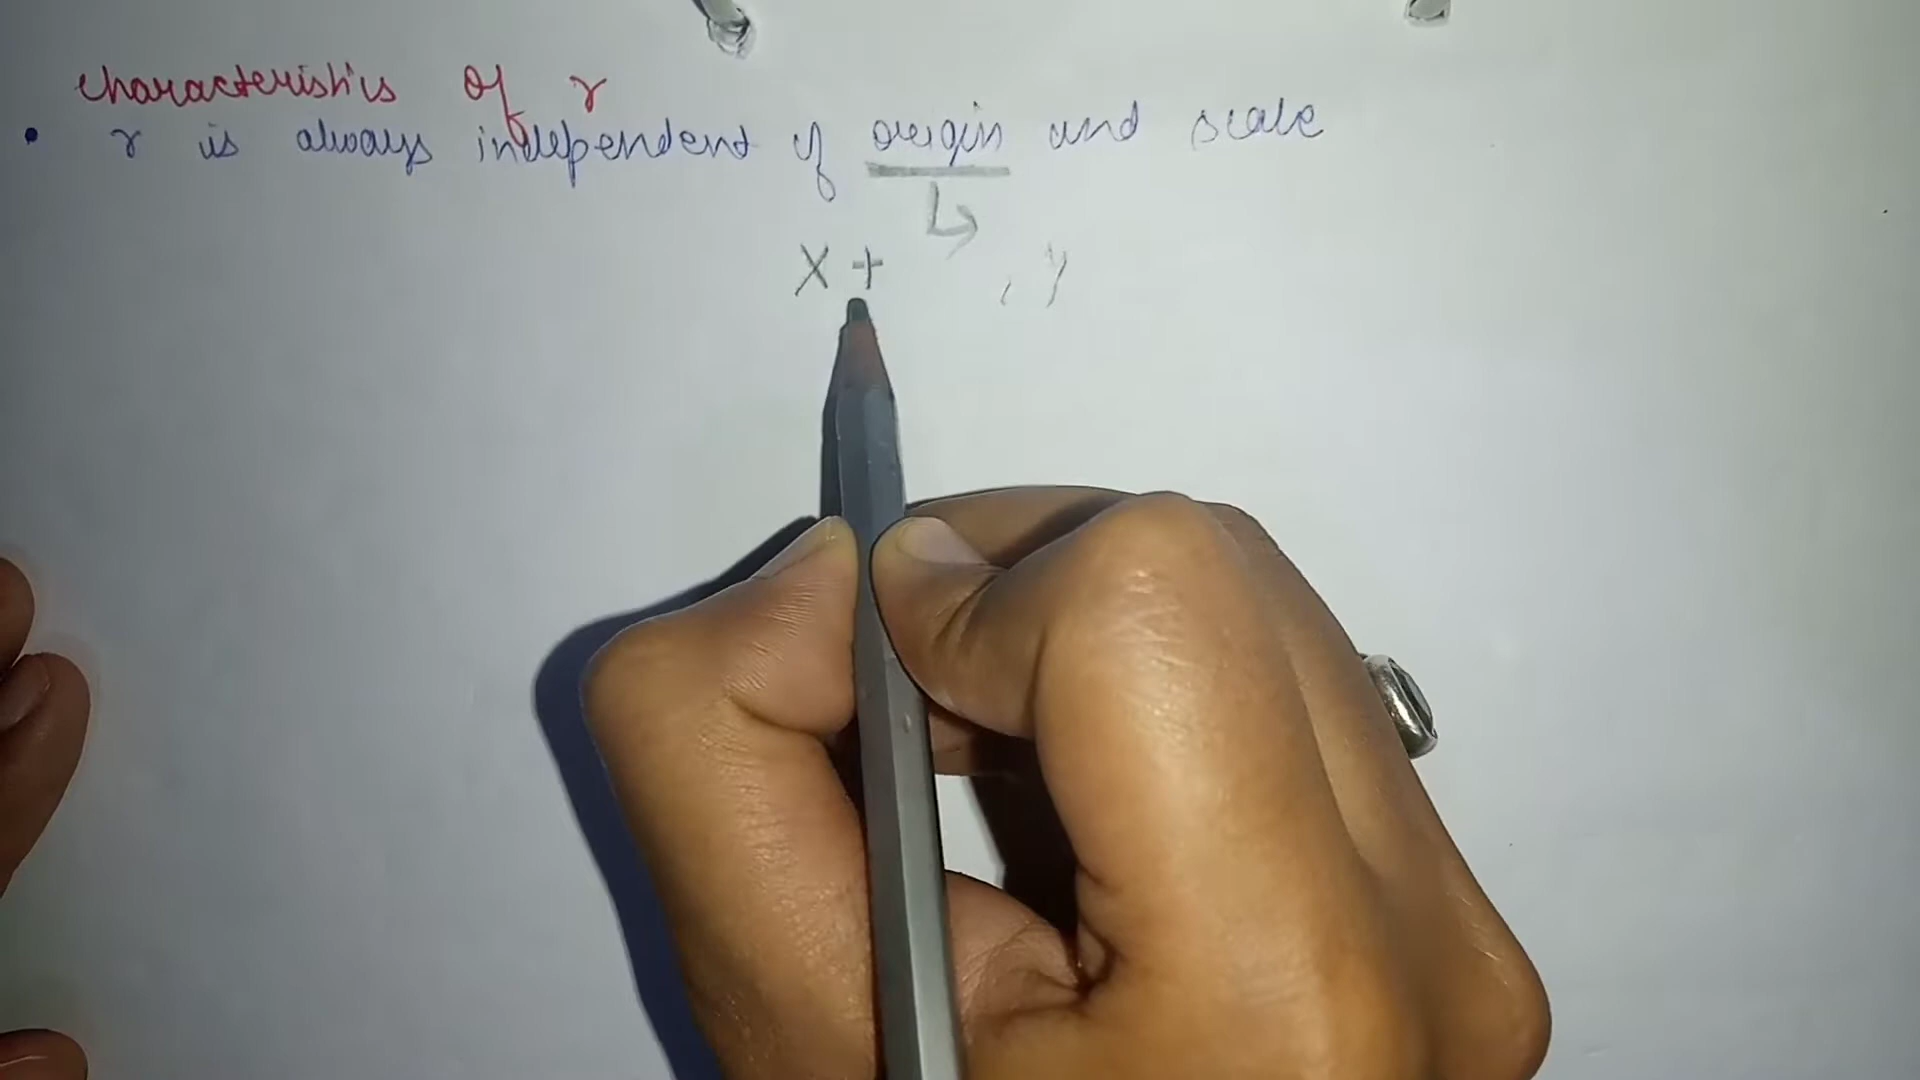 characteristics of r
• r is always independent of origin and scale
↳
X + , y